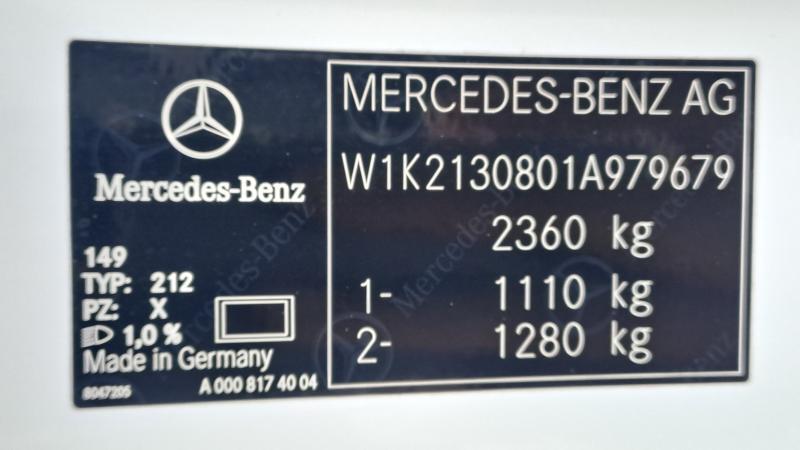 Mercedes-Benz
149
TYP: 212
PZ: X
1,0 %
Made in Germany
8047205
A 000 817 40 04
MERCEDES-BENZ AG
W1K2130801A979679
2360 kg
1- 1110 kg
2- 1280 kg